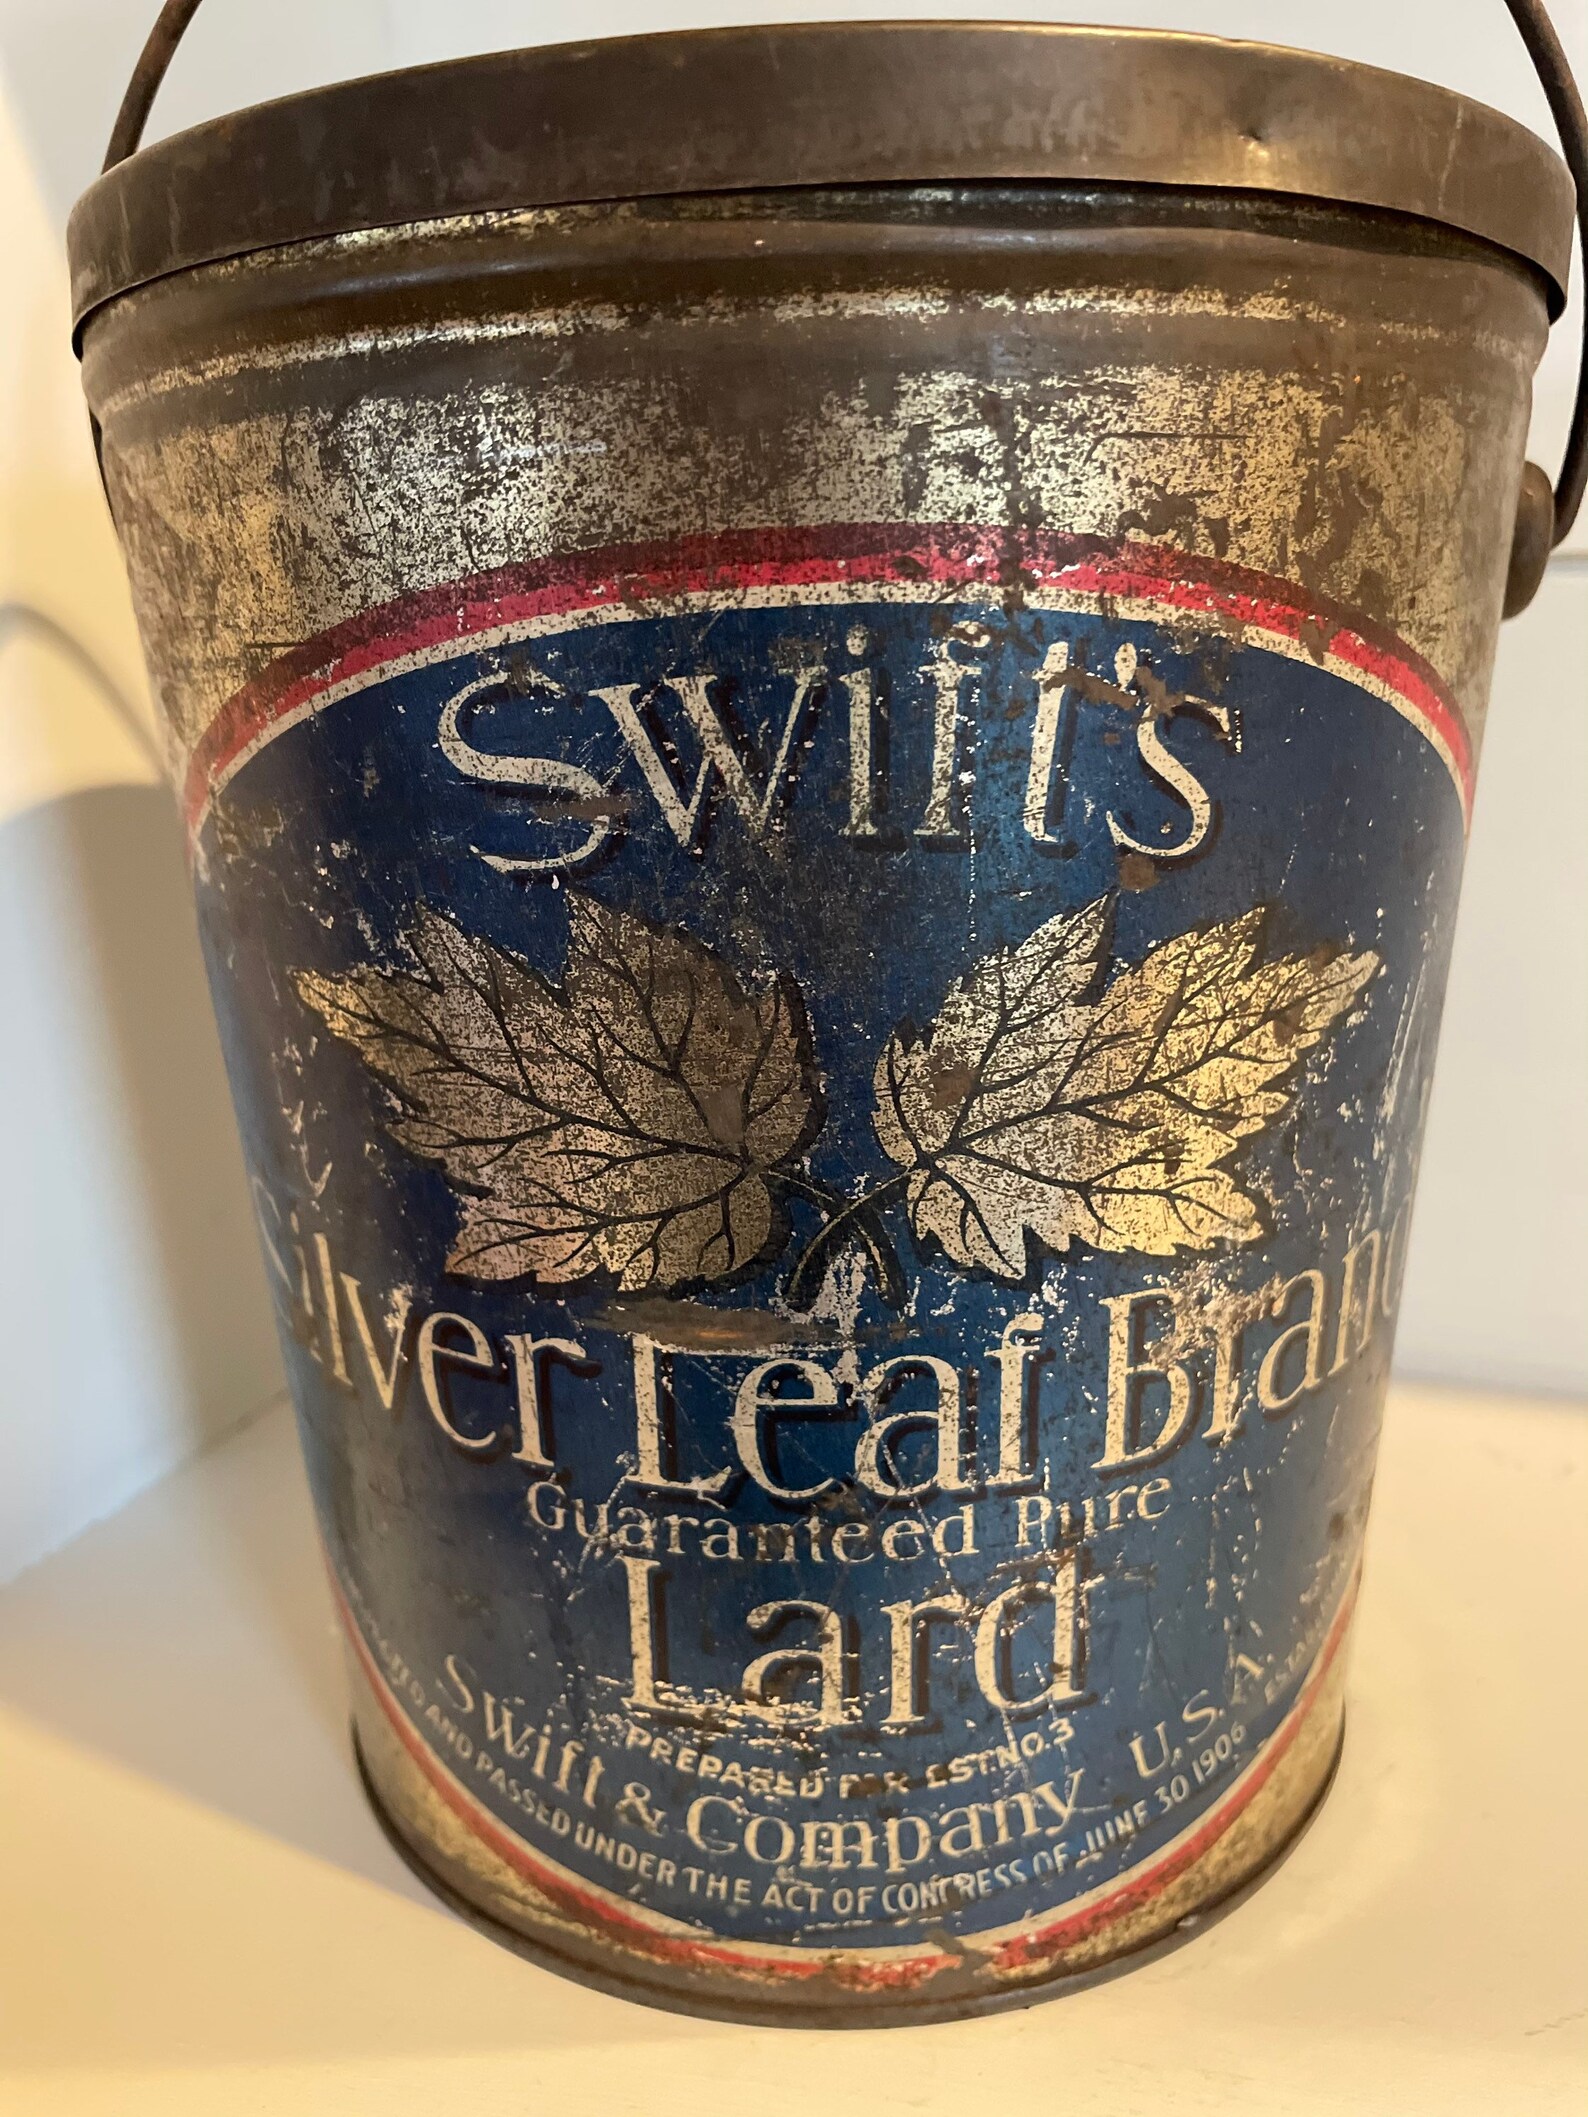 Swift's
Silver Leaf Brand
Guaranteed Pure
Lard
PREPARED FOR EST. NO. 3
Swift & Company U.S.A.
AND PASSED UNDER THE ACT OF CONGRESS OF JUNE 30 1906